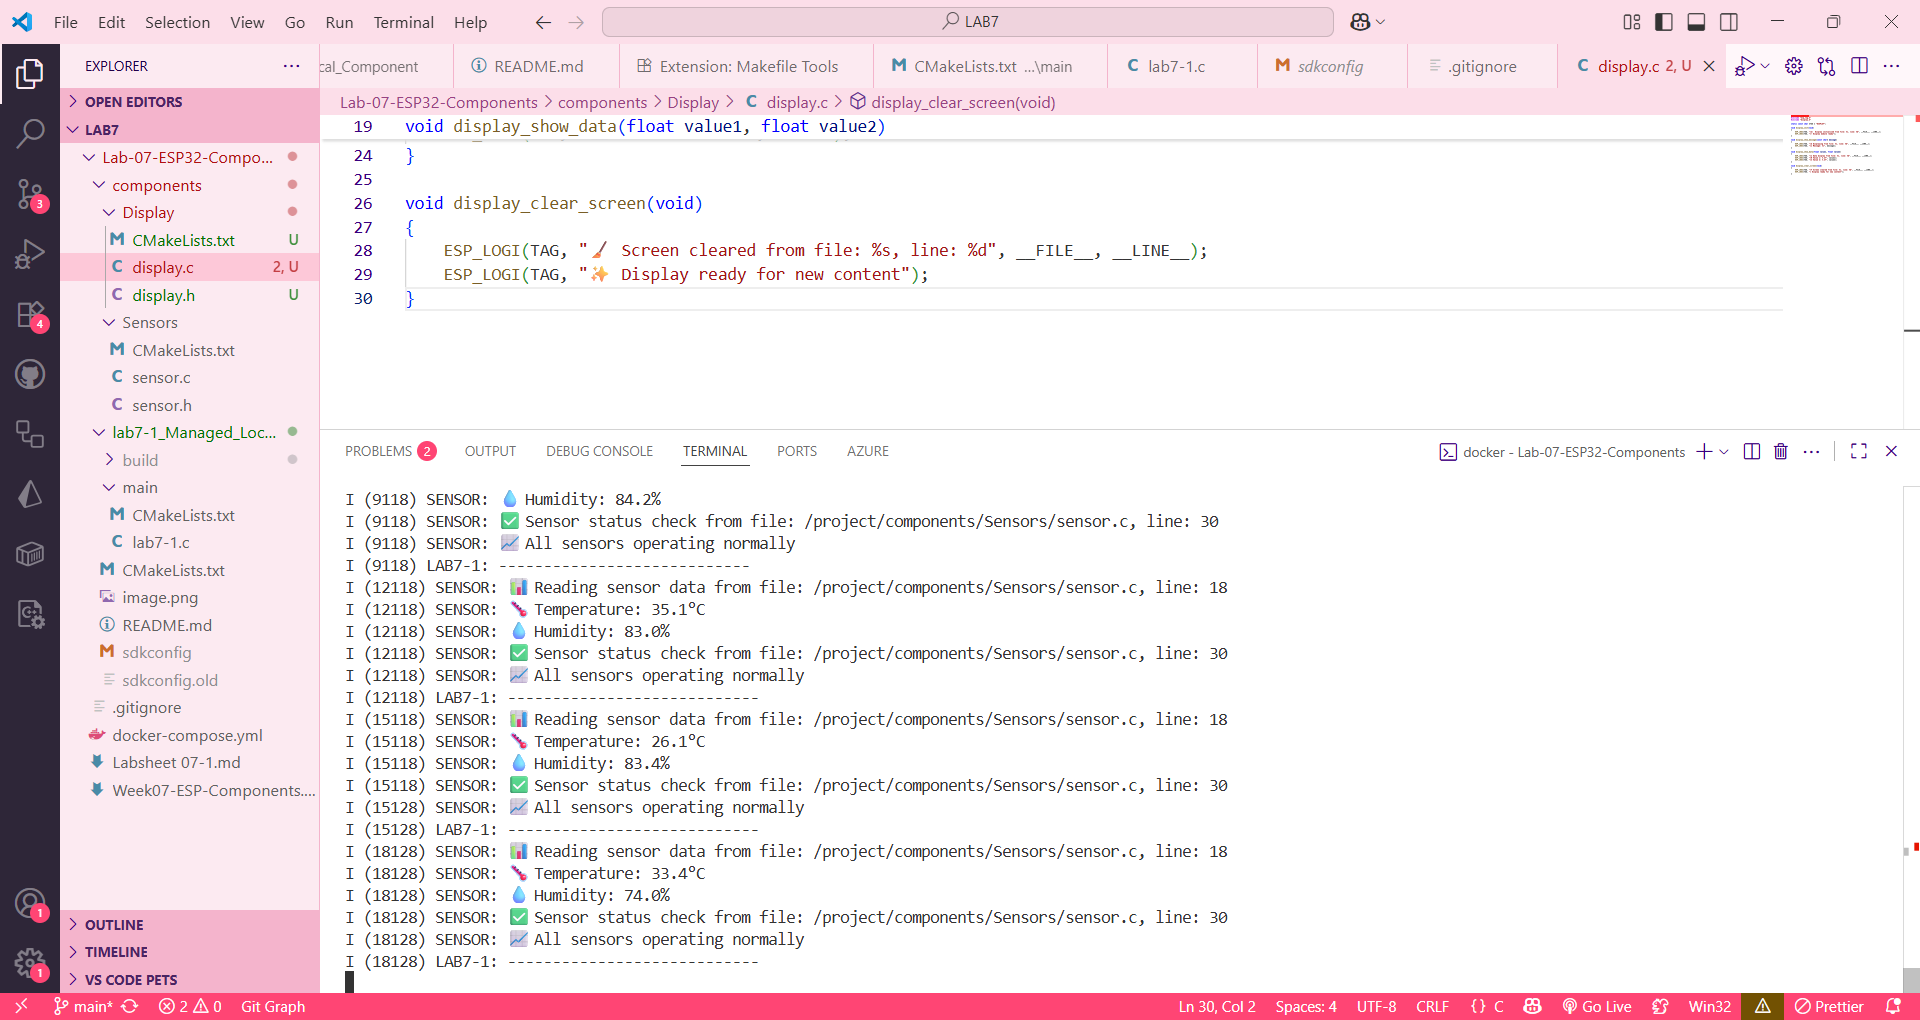 File Edit Selection View Go Run Terminal Help
LAB7
EXPLORER
cal_Component
README.md
Extension: Makefile Tools
CMakeLists.txt ...\main
lab7-1.c
sdkconfig
.gitignore
display.c 2, U
OPEN EDITORS
LAB7
Lab-07-ESP32-Compo...
components
Display
CMakeLists.txt U
display.c 2, U
display.h U
Sensors
CMakeLists.txt
sensor.c
sensor.h
lab7-1_Managed_Loc...
build
main
CMakeLists.txt
lab7-1.c
CMakeLists.txt
image.png
README.md
sdkconfig
sdkconfig.old
.gitignore
docker-compose.yml
Labsheet 07-1.md
Week07-ESP-Components....
OUTLINE
TIMELINE
VS CODE PETS
3
4
1
1
Lab-07-ESP32-Components > components > Display > C display.c > display_clear_screen(void)
19 void display_show_data(float value1, float value2)
24 }
25
26 void display_clear_screen(void)
27 {
28 ESP_LOGI(TAG, "🧹 Screen cleared from file: %s, line: %d", __FILE__, __LINE__);
29 ESP_LOGI(TAG, "✨ Display ready for new content");
30 }
PROBLEMS 2 OUTPUT DEBUG CONSOLE TERMINAL PORTS AZURE
docker - Lab-07-ESP32-Components
I (9118) SENSOR: 💧 Humidity: 84.2%
I (9118) SENSOR: ✅ Sensor status check from file: /project/components/Sensors/sensor.c, line: 30
I (9118) SENSOR: 📈 All sensors operating normally
I (9118) LAB7-1: ----------------------------
I (12118) SENSOR: 📊 Reading sensor data from file: /project/components/Sensors/sensor.c, line: 18
I (12118) SENSOR: 🌡️ Temperature: 35.1°C
I (12118) SENSOR: 💧 Humidity: 83.0%
I (12118) SENSOR: ✅ Sensor status check from file: /project/components/Sensors/sensor.c, line: 30
I (12118) SENSOR: 📈 All sensors operating normally
I (12118) LAB7-1: ----------------------------
I (15118) SENSOR: 📊 Reading sensor data from file: /project/components/Sensors/sensor.c, line: 18
I (15118) SENSOR: 🌡️ Temperature: 26.1°C
I (15118) SENSOR: 💧 Humidity: 83.4%
I (15118) SENSOR: ✅ Sensor status check from file: /project/components/Sensors/sensor.c, line: 30
I (15128) SENSOR: 📈 All sensors operating normally
I (15128) LAB7-1: ----------------------------
I (18128) SENSOR: 📊 Reading sensor data from file: /project/components/Sensors/sensor.c, line: 18
I (18128) SENSOR: 🌡️ Temperature: 33.4°C
I (18128) SENSOR: 💧 Humidity: 74.0%
I (18128) SENSOR: ✅ Sensor status check from file: /project/components/Sensors/sensor.c, line: 30
I (18128) SENSOR: 📈 All sensors operating normally
I (18128) LAB7-1: ----------------------------
main* 2 0 Git Graph
Ln 30, Col 2 Spaces: 4 UTF-8 CRLF {} C Go Live Win32 Prettier